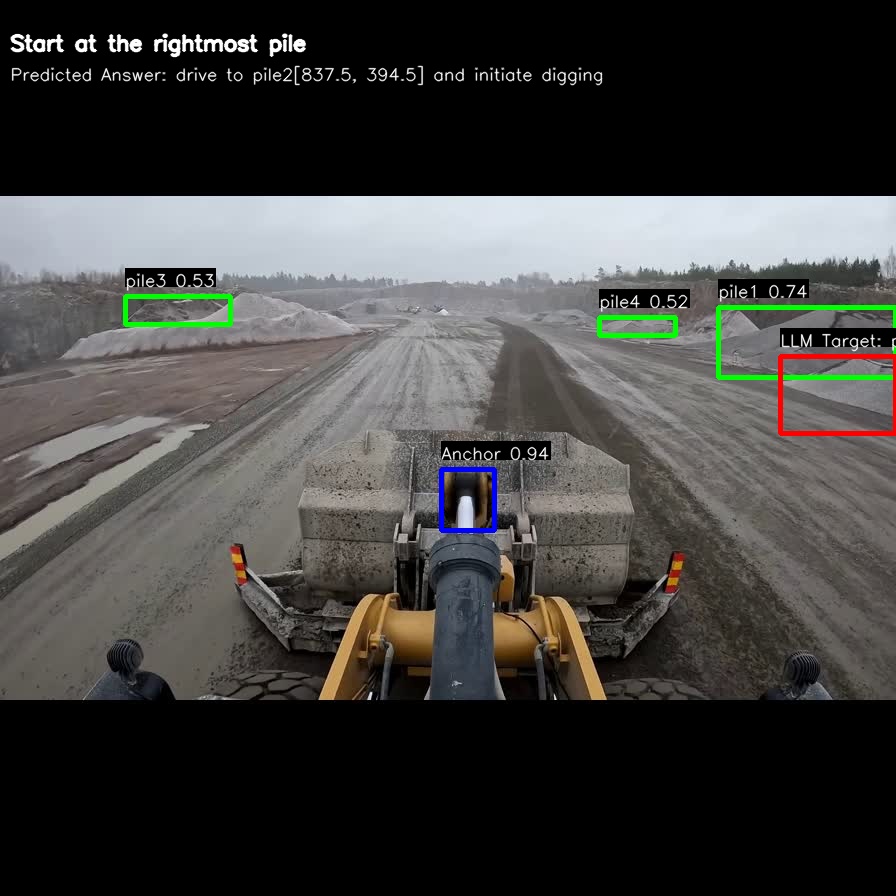 Start at the rightmost pile
Predicted Answer: drive to pile2[837.5, 394.5] and initiate digging
pile3 0.53
pile4 0.52
pile1 0.74
LLM Target: p
Anchor 0.94